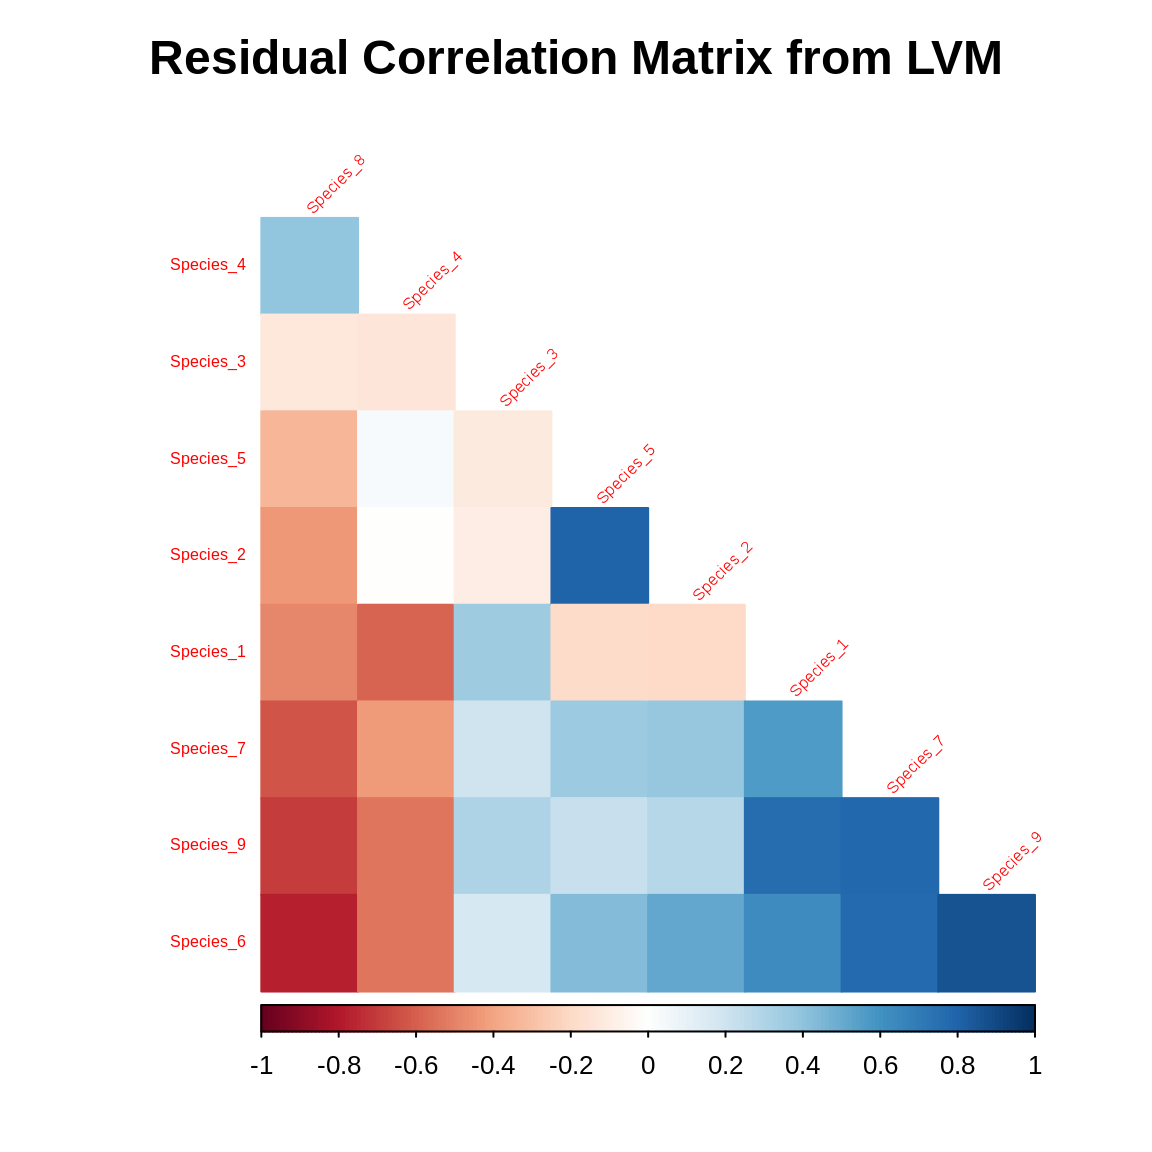 Residual Correlation Matrix from LVM
Species_8
Species_4
Species_4
Species_3
Species_3
Species_5
Species_5
Species_2
Species_2
Species_1
Species_1
Species_7
Species_7
Species_9
Species_9
Species_6
-1 -0.8 -0.6 -0.4 -0.2 0 0.2 0.4 0.6 0.8 1